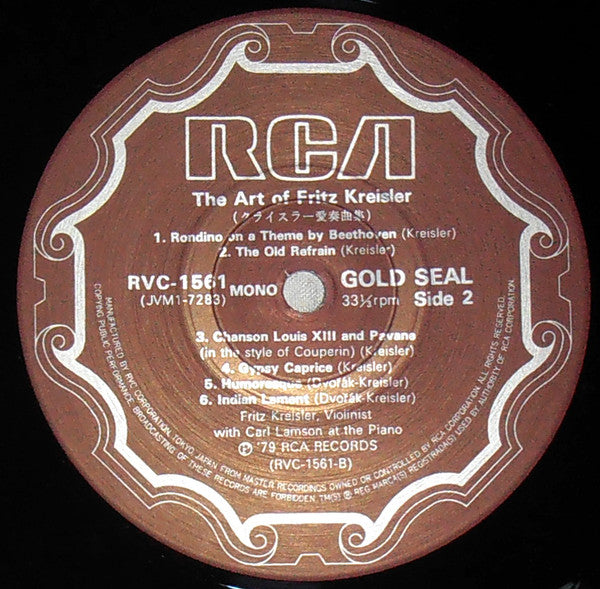 RCA
The Art of Fritz Kreisler
(クライスラー愛奏曲集)
1. Rondino on a Theme by Beethoven (Kreisler)
2. The Old Refrain (Kreisler)
RVC-1561
(JVM1-7283)
MONO
GOLD SEAL
33⅓rpm Side 2
3. Chanson Louis XIII and Pavane
(in the style of Couperin) (Kreisler)
4. Gypsy Caprice (Kreisler)
5. Humoresque (Dvořák-Kreisler)
6. Indian Lament (Dvořák-Kreisler)
Fritz Kreisler, Violinist
with Carl Lamson at the Piano
Ⓟ '79 RCA RECORDS
(RVC-1561-B)
MANUFACTURED BY RVC CORPORATION, TOKYO, JAPAN FROM MASTER RECORDINGS OWNED OR CONTROLLED BY RCA CORPORATION. ALL RIGHTS RESERVED.
COPYING PUBLIC PERFORMANCE BROADCASTING OF THESE RECORDS ARE FORBIDDEN TM(S) ® REG. MARCA(S) REGISTRADA(S) USED BY AUTHORITY OF RCA CORPORATION.